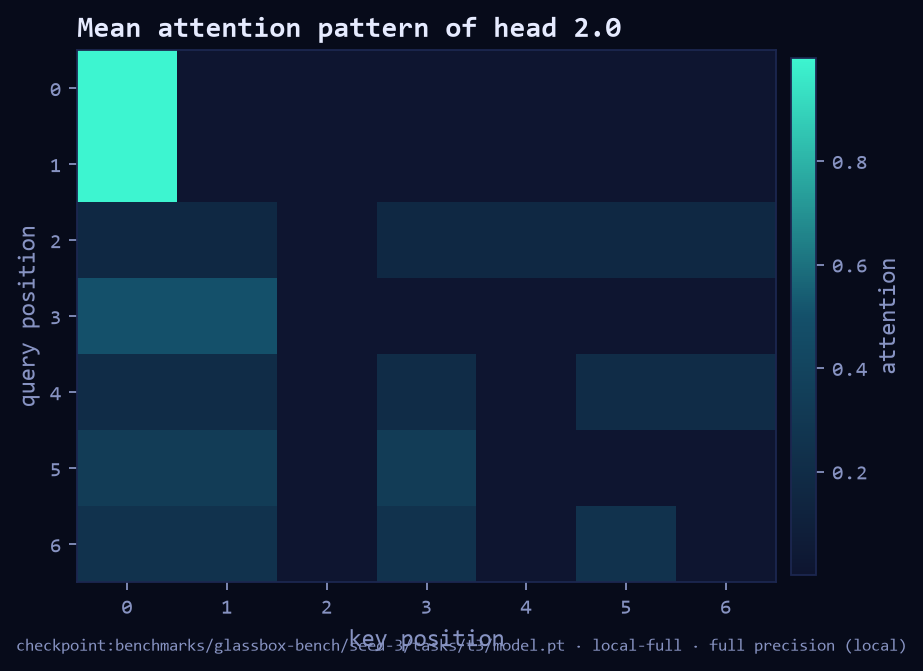 Mean attention pattern of head 2.0
query position
0
1
2
3
4
5
6
0 1 2 3 4 5 6
key position
0.8
0.6
0.4
0.2
attention
checkpoint:benchmarks/glassbox-bench/seed-3/tasks/t3/model.pt · local-full · full precision (local)